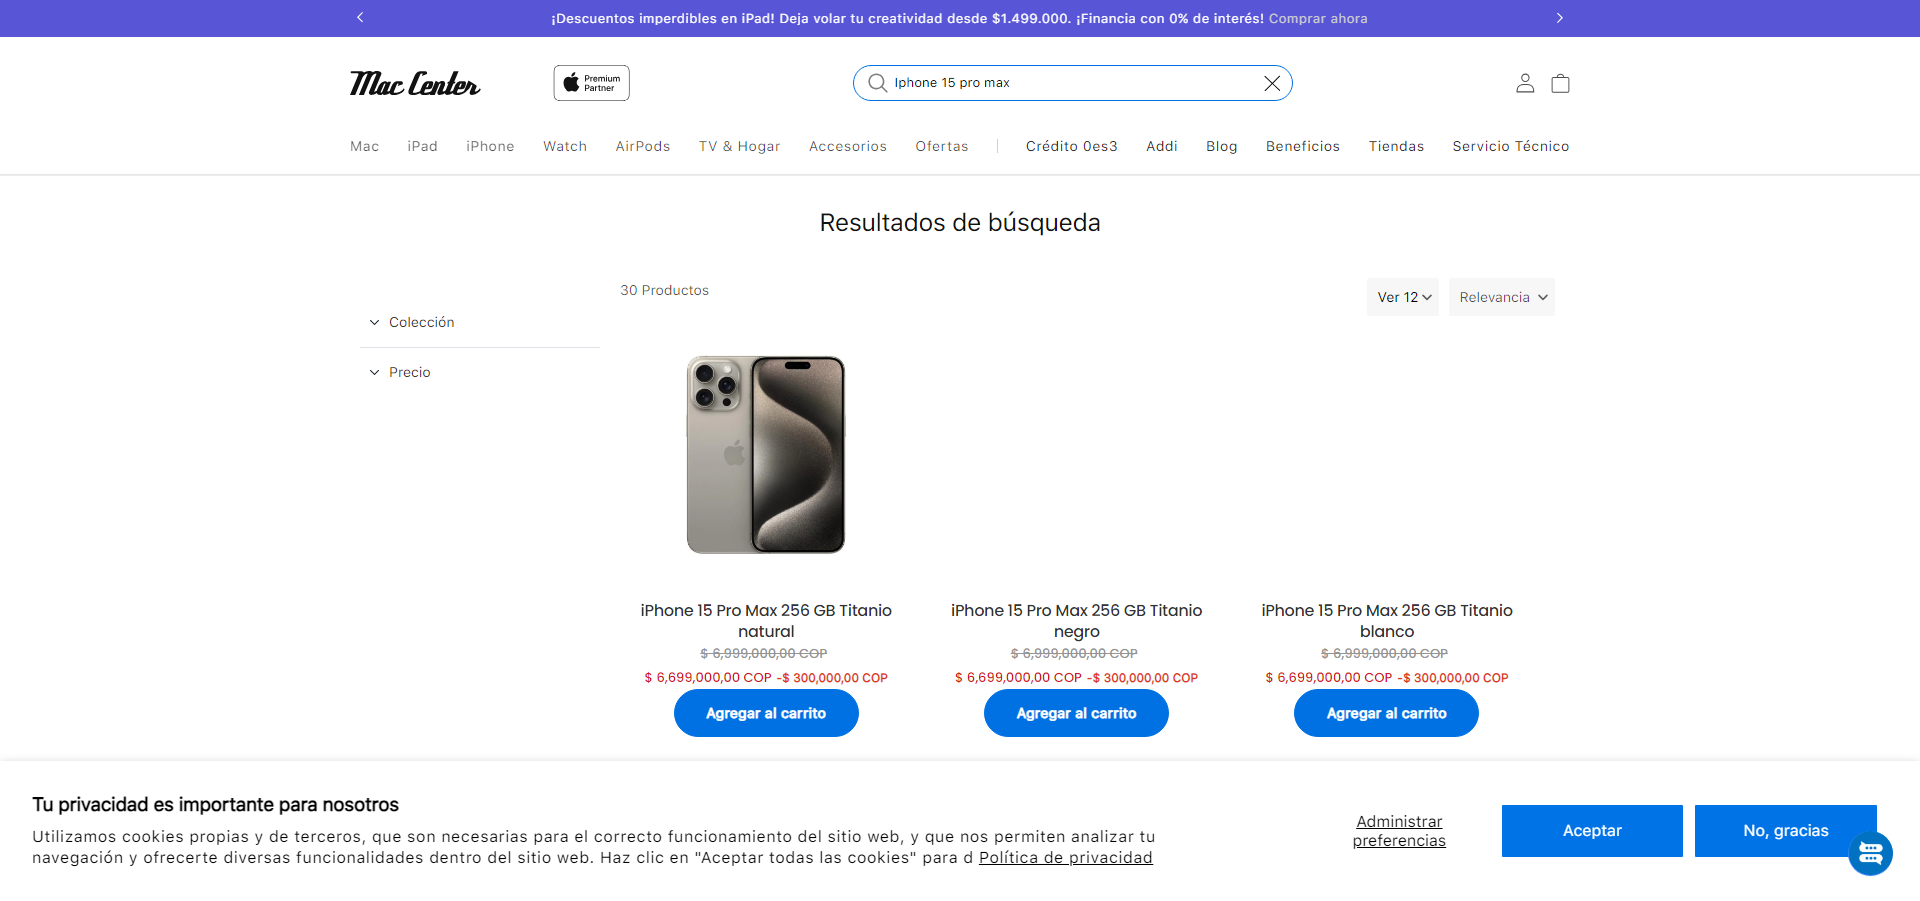 ¡Descuentos imperdibles en iPad! Deja volar tu creatividad desde $1.499.000. ¡Financia con 0% de interés! Comprar ahora
Mac Center
Premium
Partner
Iphone 15 pro max
Mac iPad iPhone Watch AirPods TV & Hogar Accesorios Ofertas Crédito 0es3 Addi Blog Beneficios Tiendas Servicio Técnico
Resultados de búsqueda
30 Productos
Ver 12
Relevancia
Colección
Precio
iPhone 15 Pro Max 256 GB Titanio
natural
$ 6,999,000,00 COP
$ 6,699,000,00 COP -$ 300,000,00 COP
Agregar al carrito
iPhone 15 Pro Max 256 GB Titanio
negro
$ 6,999,000,00 COP
$ 6,699,000,00 COP -$ 300,000,00 COP
Agregar al carrito
iPhone 15 Pro Max 256 GB Titanio
blanco
$ 6,999,000,00 COP
$ 6,699,000,00 COP -$ 300,000,00 COP
Agregar al carrito
Tu privacidad es importante para nosotros
Utilizamos cookies propias y de terceros, que son necesarias para el correcto funcionamiento del sitio web, y que nos permiten analizar tu
navegación y ofrecerte diversas funcionalidades dentro del sitio web. Haz clic en "Aceptar todas las cookies" para d Política de privacidad
Administrar
preferencias
Aceptar
No, gracias